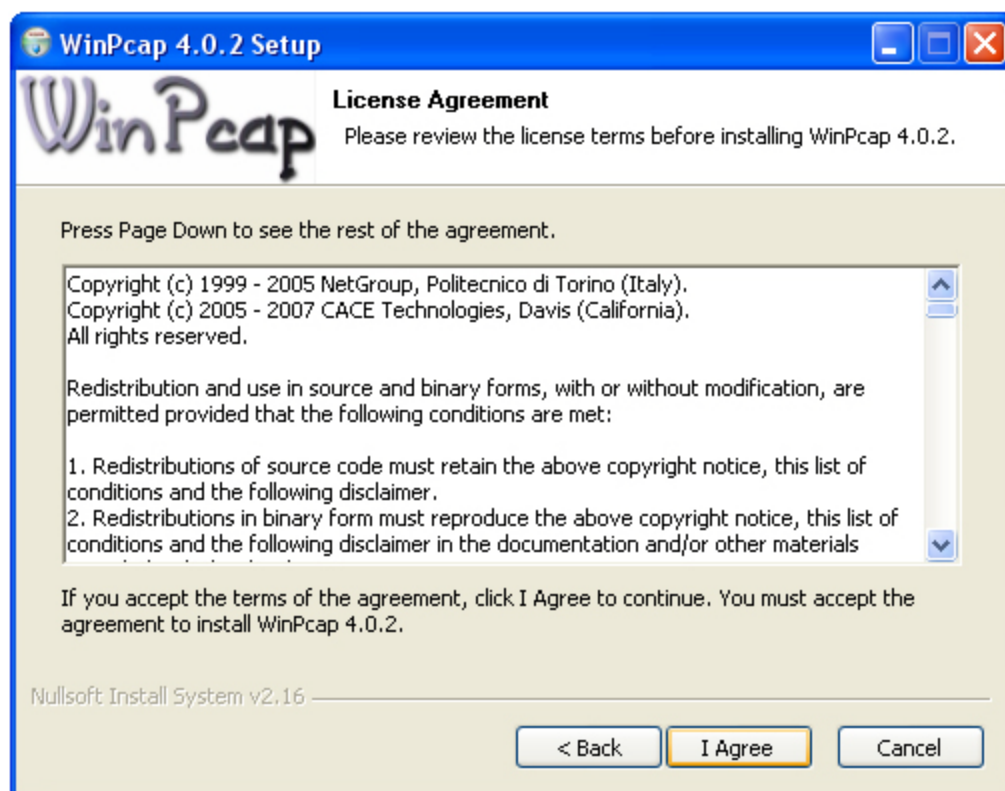 WinPcap 4.0.2 Setup
WinPcap
License Agreement
Please review the license terms before installing WinPcap 4.0.2.
Press Page Down to see the rest of the agreement.
Copyright (c) 1999 - 2005 NetGroup, Politecnico di Torino (Italy).
Copyright (c) 2005 - 2007 CACE Technologies, Davis (California).
All rights reserved.
Redistribution and use in source and binary forms, with or without modification, are
permitted provided that the following conditions are met:
1. Redistributions of source code must retain the above copyright notice, this list of
conditions and the following disclaimer.
2. Redistributions in binary form must reproduce the above copyright notice, this list of
conditions and the following disclaimer in the documentation and/or other materials
If you accept the terms of the agreement, click I Agree to continue. You must accept the
agreement to install WinPcap 4.0.2.
Nullsoft Install System v2.16
< Back
I Agree
Cancel